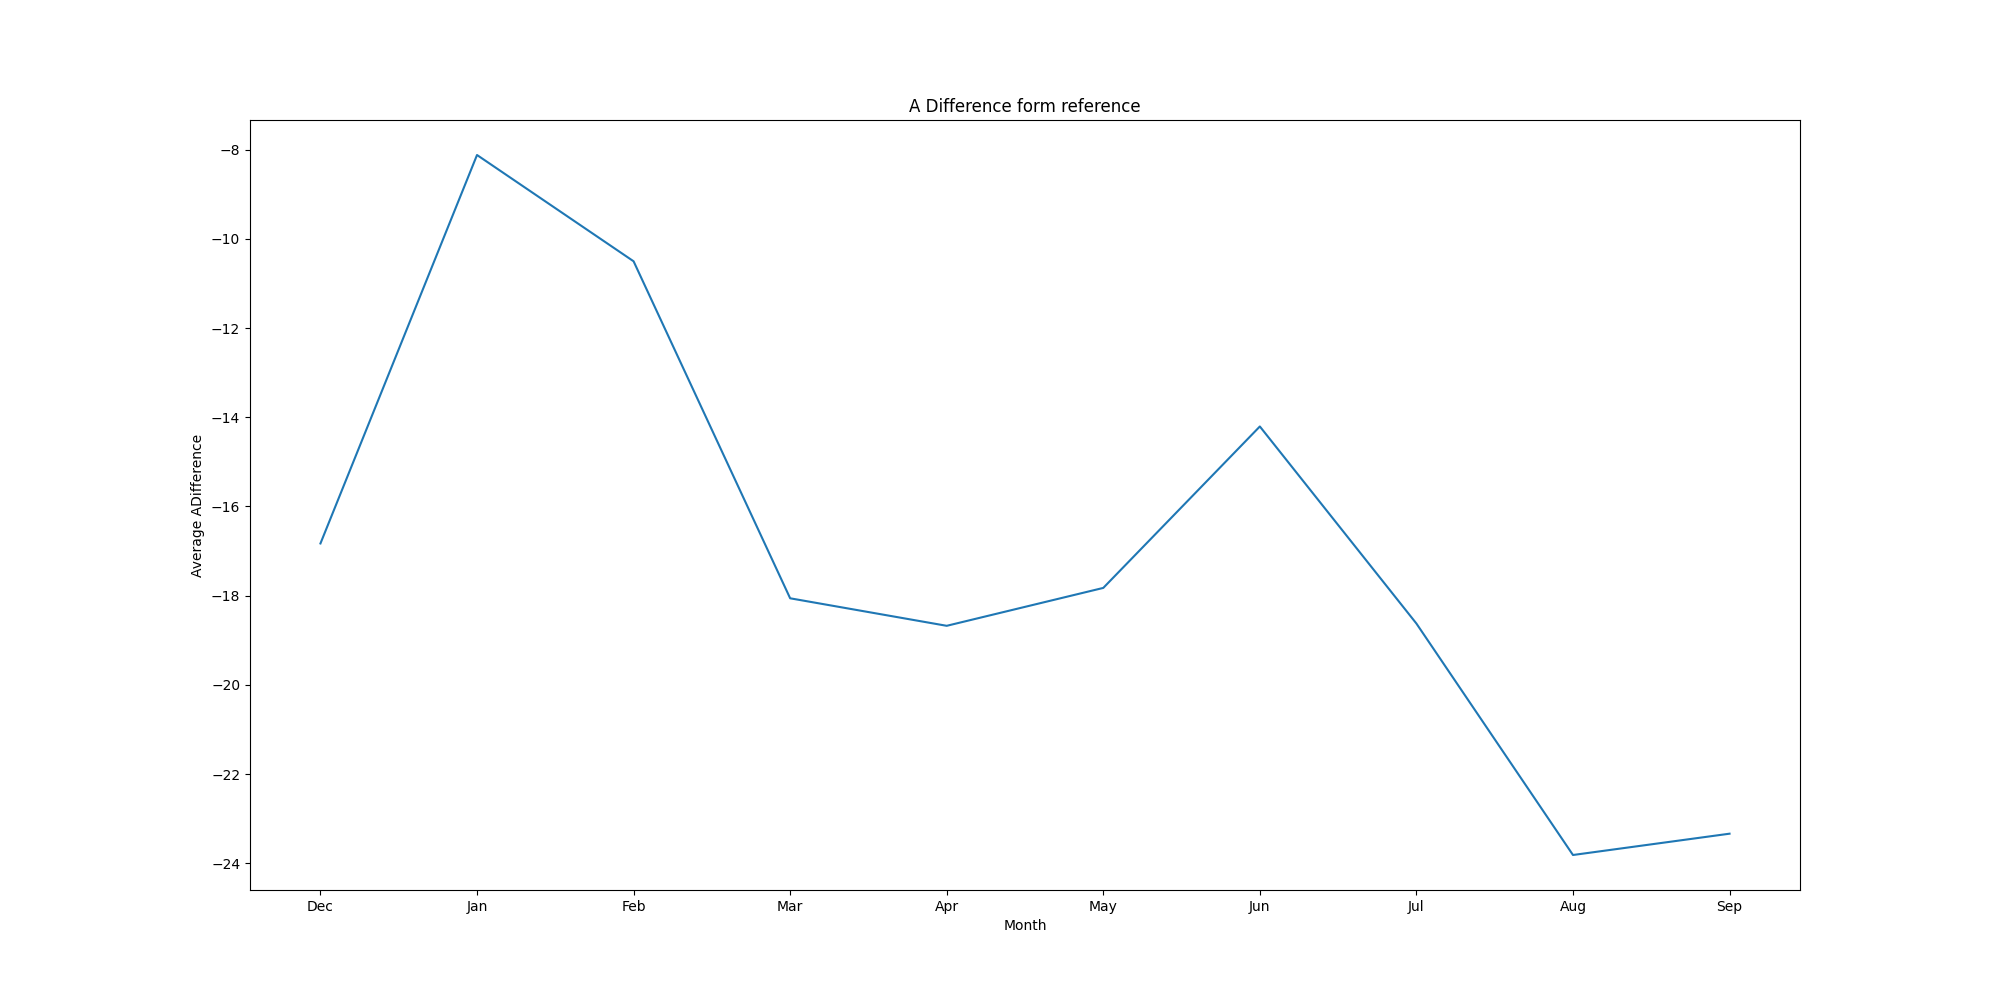 A Difference form reference
Average ADifference
−8
−10
−12
−14
−16
−18
−20
−22
−24
Dec Jan Feb Mar Apr May Jun Jul Aug Sep
Month